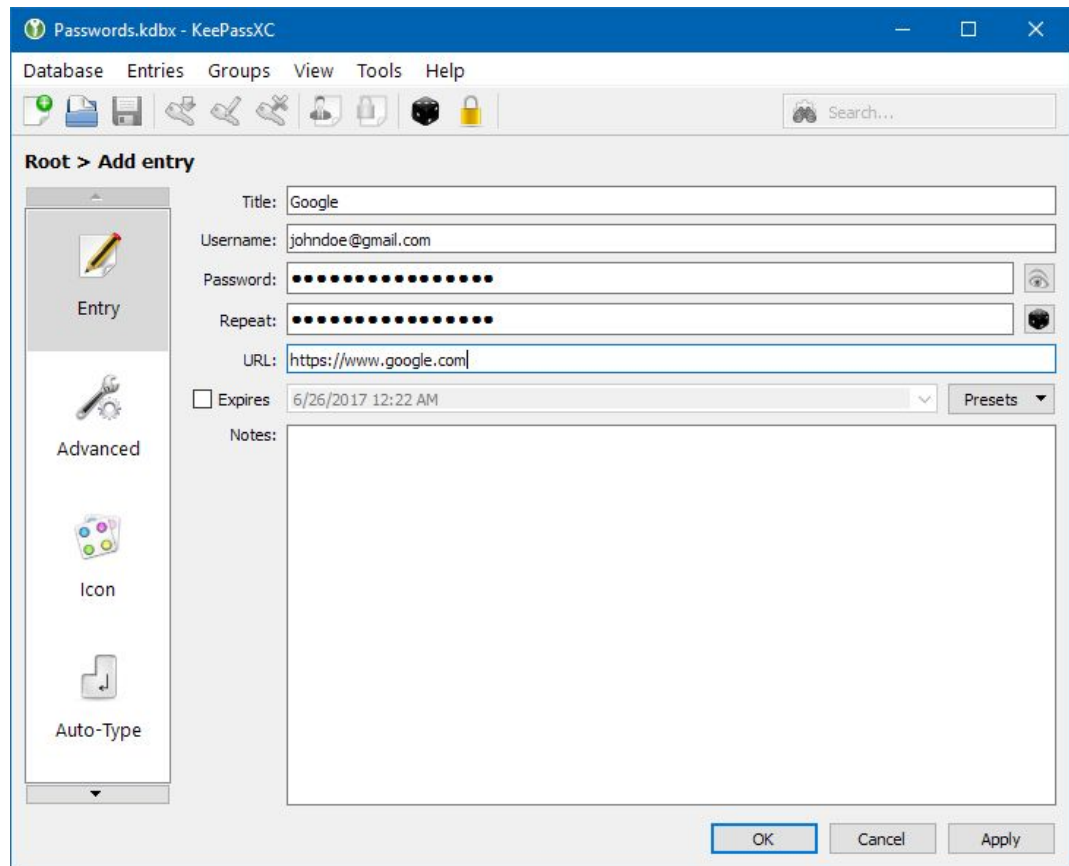 Passwords.kdbx - KeePassXC
Database Entries Groups View Tools Help
Search...
Root > Add entry
Title: Google
Username: johndoe@gmail.com
Password: ●●●●●●●●●●●●●●●●
Repeat: ●●●●●●●●●●●●●●●●
URL: https://www.google.com
Expires 6/26/2017 12:22 AM Presets
Notes:
Entry
Advanced
Icon
Auto-Type
OK Cancel Apply